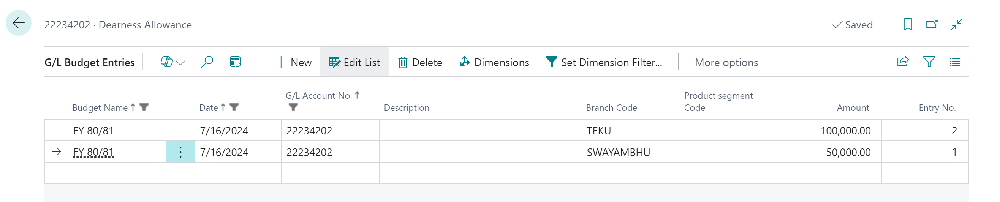 22234202 · Dearness Allowance
Saved
G/L Budget Entries
New
Edit List
Delete
Dimensions
Set Dimension Filter...
More options
Budget Name
Date
G/L Account No.
Description
Branch Code
Product segment
Code
Amount
Entry No.
FY 80/81 7/16/2024 22234202 TEKU 100,000.00 2
FY 80/81 7/16/2024 22234202 SWAYAMBHU 50,000.00 1